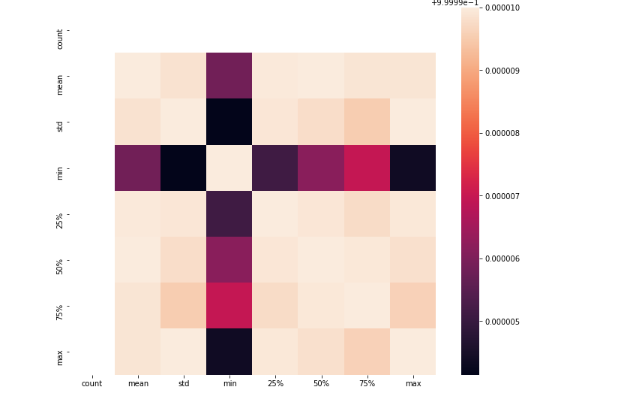 +9.9999e−1
0.000010
count
mean
0.000009
std
0.000008
min
0.000007
25%
0.000006
50%
75%
0.000005
max
count mean std min 25% 50% 75% max